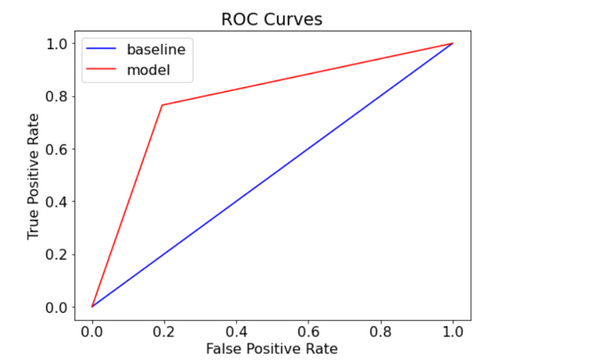 ROC Curves
1.0
0.8
0.6
0.4
0.2
0.0
True Positive Rate
baseline
model
0.0 0.2 0.4 0.6 0.8 1.0
False Positive Rate